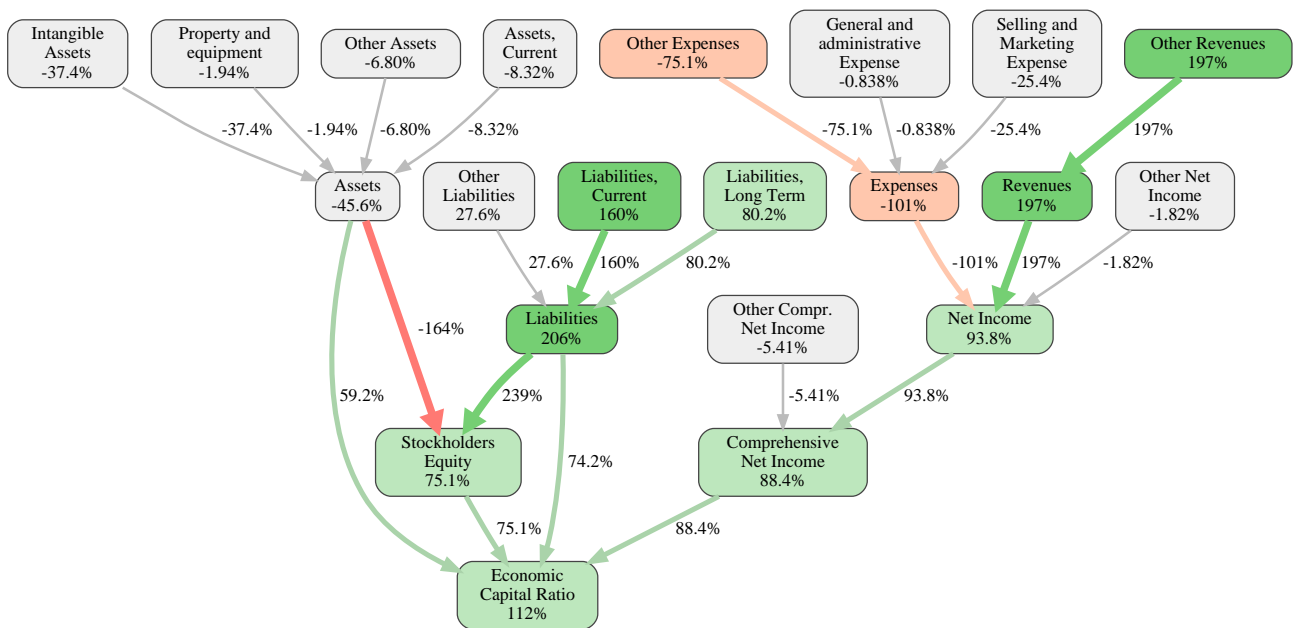 Intangible
Assets
-37.4%
Property and
equipment
-1.94%
Other Assets
-6.80%
Assets,
Current
-8.32%
Other Expenses
-75.1%
General and
administrative
Expense
-0.838%
Selling and
Marketing
Expense
-25.4%
Other Revenues
197%
-37.4%
-1.94%
-6.80%
-8.32%
-75.1%
-0.838%
-25.4%
197%
Assets
-45.6%
Other
Liabilities
27.6%
Liabilities,
Current
160%
Liabilities,
Long Term
80.2%
Expenses
-101%
Revenues
197%
Other Net
Income
-1.82%
27.6%
160%
80.2%
-101%
197%
-1.82%
Liabilities
206%
Other Compr.
Net Income
-5.41%
Net Income
93.8%
-164%
59.2%
239%
-5.41%
93.8%
Stockholders
Equity
75.1%
74.2%
Comprehensive
Net Income
88.4%
75.1%
88.4%
Economic
Capital Ratio
112%